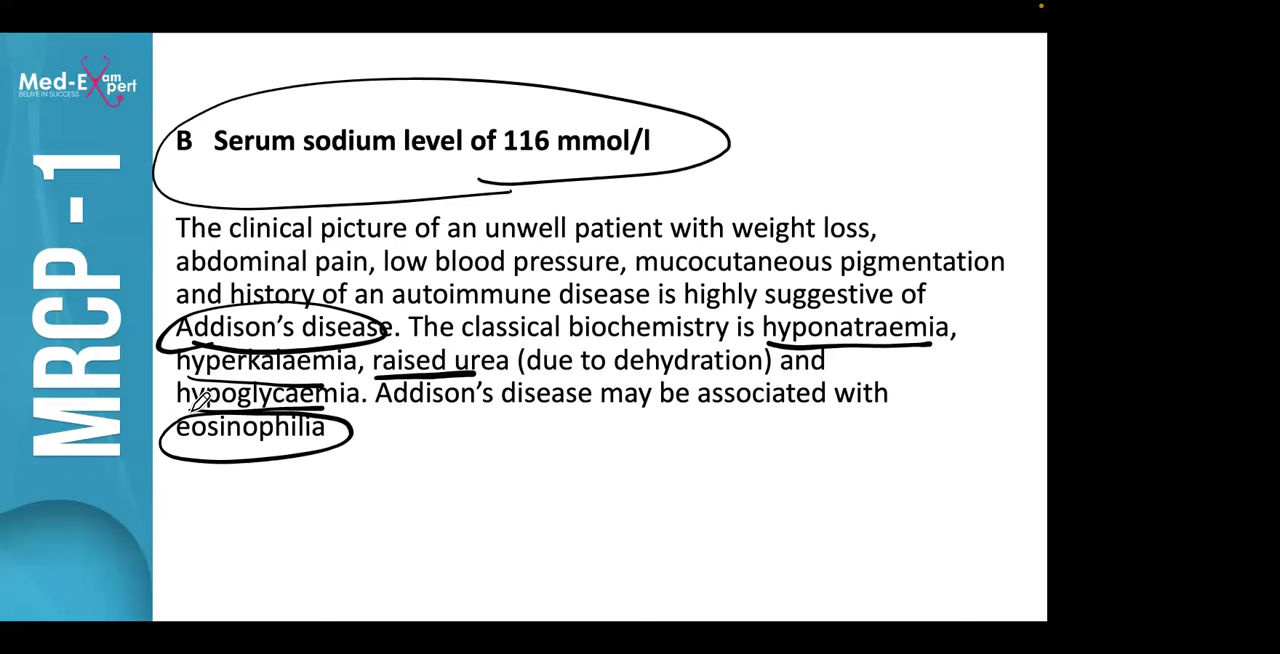 Med-Exam pert
BELIVE IN SUCCESS
MRCP - 1
B Serum sodium level of 116 mmol/l
The clinical picture of an unwell patient with weight loss,
abdominal pain, low blood pressure, mucocutaneous pigmentation
and history of an autoimmune disease is highly suggestive of
Addison's disease. The classical biochemistry is hyponatraemia,
hyperkalaemia, raised urea (due to dehydration) and
hypoglycaemia. Addison's disease may be associated with
eosinophilia